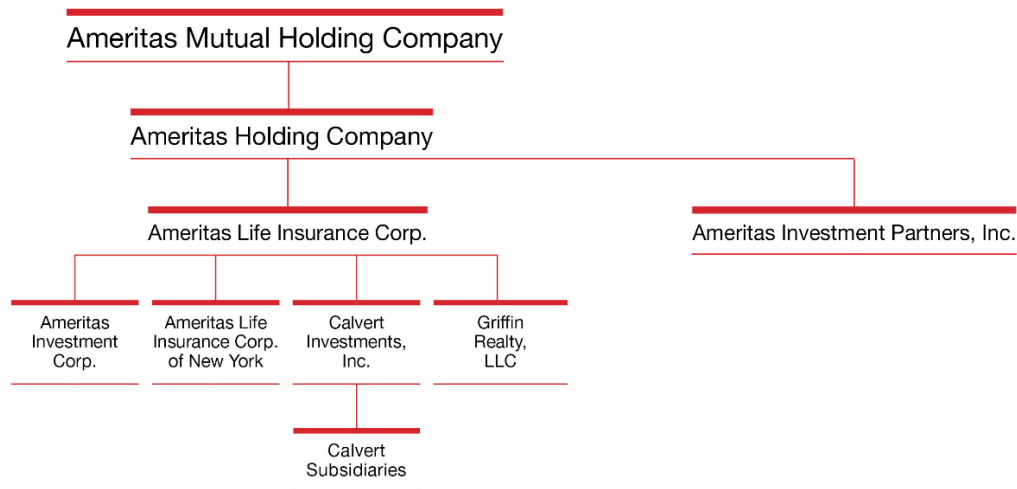 Ameritas Mutual Holding Company
Ameritas Holding Company
Ameritas Life Insurance Corp.
Ameritas Investment Partners, Inc.
Ameritas
Investment
Corp.
Ameritas Life
Insurance Corp.
of New York
Calvert
Investments,
Inc.
Griffin
Realty,
LLC
Calvert
Subsidiaries